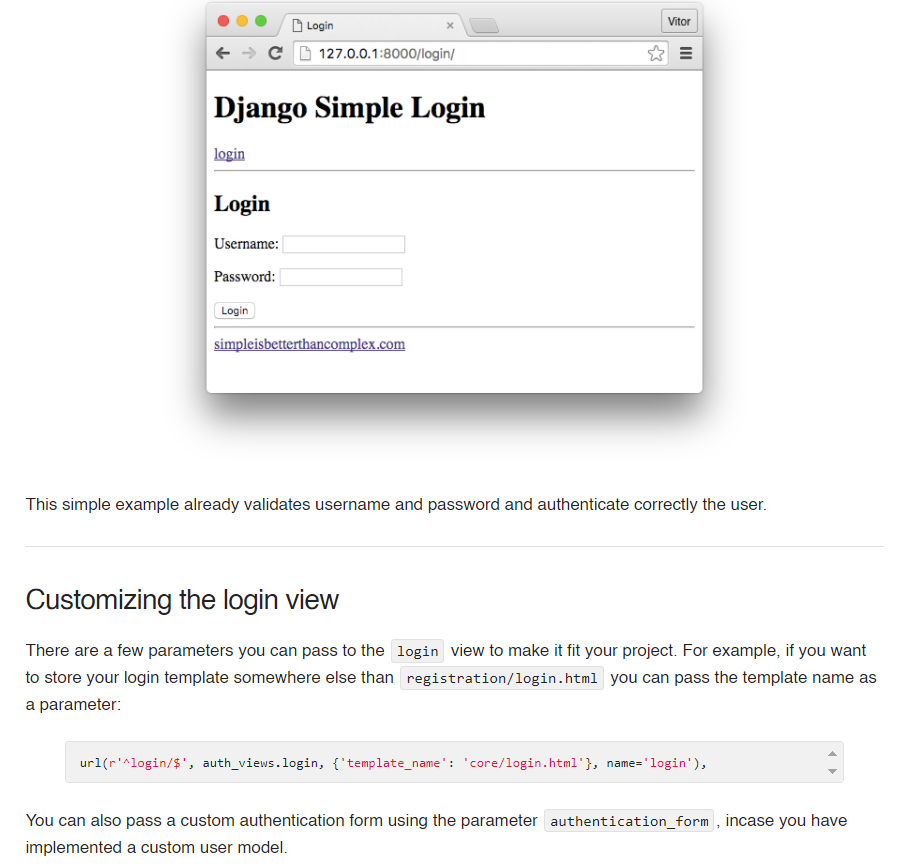 Login
Vitor
127.0.0.1:8000/login/
Django Simple Login
login
Login
Username:
Password:
Login
simpleisbetterthancomplex.com
This simple example already validates username and password and authenticate correctly the user.
Customizing the login view
There are a few parameters you can pass to the login view to make it fit your project. For example, if you want
to store your login template somewhere else than registration/login.html you can pass the template name as
a parameter:
url(r'^login/$', auth_views.login, {'template_name': 'core/login.html'}, name='login'),
You can also pass a custom authentication form using the parameter authentication_form , incase you have
implemented a custom user model.